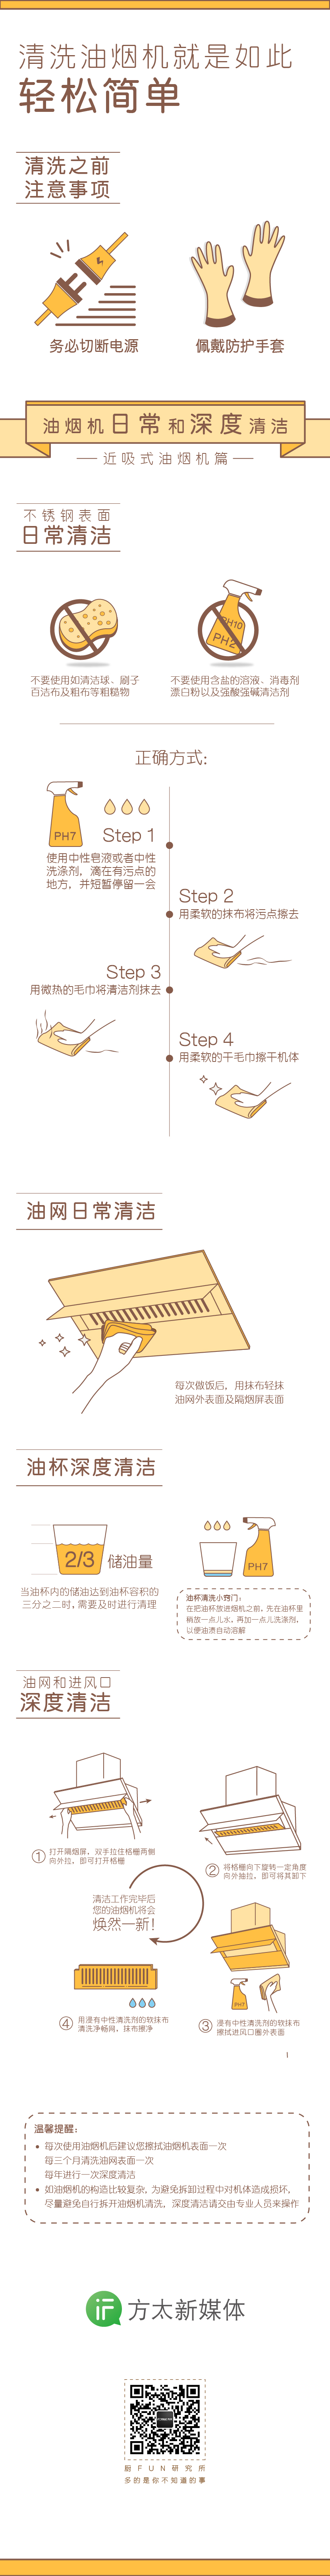 清洗油烟机就是如此
轻松简单
清洗之前
注意事项
务必切断电源
佩戴防护手套
油烟机日常和深度清洁
近吸式油烟机篇
不锈钢表面
日常清洁
PH10
PH2
不要使用如清洁球、刷子
百洁布及粗布等粗糙物
不要使用含盐的溶液、消毒剂
漂白粉以及强酸强碱清洁剂
正确方式:
PH7
Step 1
使用中性皂液或者中性
洗涤剂，滴在有污点的
地方，并短暂停留一会
Step 2
用柔软的抹布将污点擦去
Step 3
用微热的毛巾将清洁剂抹去
Step 4
用柔软的干毛巾擦干机体
油网日常清洁
每次做饭后，用抹布轻抹
油网外表面及隔烟屏表面
油杯深度清洁
2/3 储油量
当油杯内的储油达到油杯容积的
三分之二时,需要及时进行清理
PH7
油杯清洗小窍门:
在把油杯放进烟机之前，先在油杯里
稍放一点儿水，再加一点儿洗涤剂，
以便油渍自动溶解
油网和进风口
深度清洁
① 打开隔烟屏，双手拉住格栅两侧
向外拉，即可打开格栅
② 将格栅向下旋转一定角度
向外抽拉，即可将其卸下
清洁工作完毕后
您的油烟机将会
焕然一新!
PH7
③ 浸有中性清洗剂的软抹布
擦拭进风口圈外表面
④ 用浸有中性清洗剂的软抹布
清洗净畅网，抹布擦净
温馨提醒:
• 每次使用油烟机后建议您擦拭油烟机表面一次
每三个月清洗油网表面一次
每年进行一次深度清洁
• 如油烟机的构造比较复杂,为避免拆卸过程中对机体造成损坏,
尽量避免自行拆开油烟机清洗，深度清洁请交由专业人员来操作
iF 方太新媒体
厨FUN研究所
多的是你不知道的事